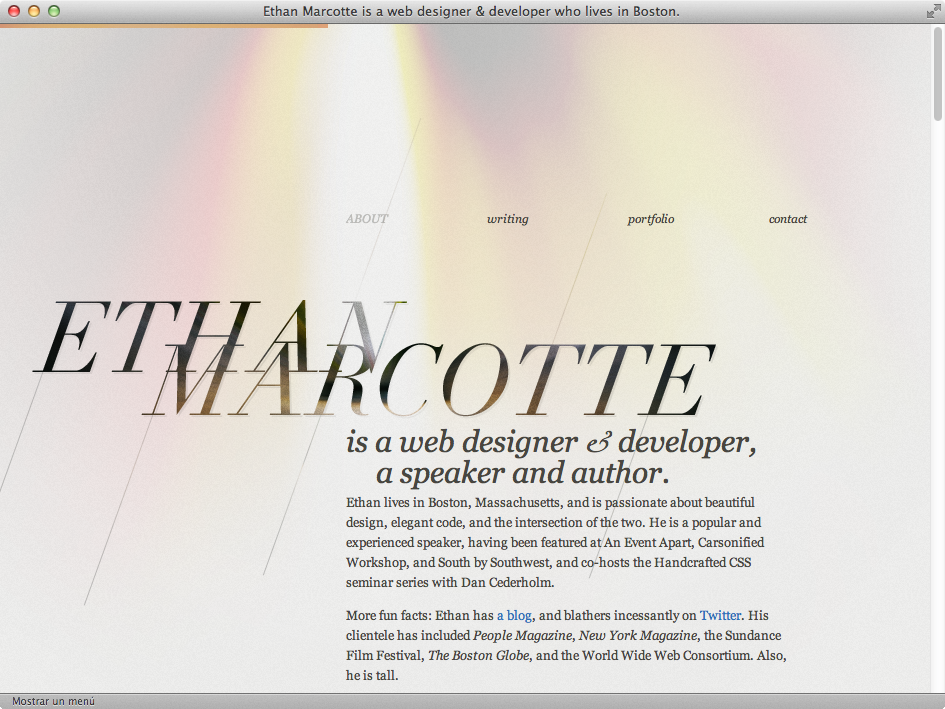 Ethan Marcotte is a web designer & developer who lives in Boston.
ABOUT writing portfolio contact
ETHAN
MARCOTTE
is a web designer & developer,
a speaker and author.
Ethan lives in Boston, Massachusetts, and is passionate about beautiful
design, elegant code, and the intersection of the two. He is a popular and
experienced speaker, having been featured at An Event Apart, Carsonified
Workshop, and South by Southwest, and co-hosts the Handcrafted CSS
seminar series with Dan Cederholm.
More fun facts: Ethan has a blog, and blathers incessantly on Twitter. His
clientele has included People Magazine, New York Magazine, the Sundance
Film Festival, The Boston Globe, and the World Wide Web Consortium. Also,
he is tall.
Mostrar un menú